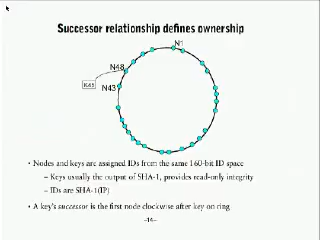 Successor relationship defines ownership
N1
N48
K45
N43
• Nodes and keys are assigned IDs from the same 160-bit ID space
– Keys usually the output of SHA-1, provides read-only integrity
– IDs are SHA-1(IP)
• A key's successor is the first node clockwise after key on ring
–14–